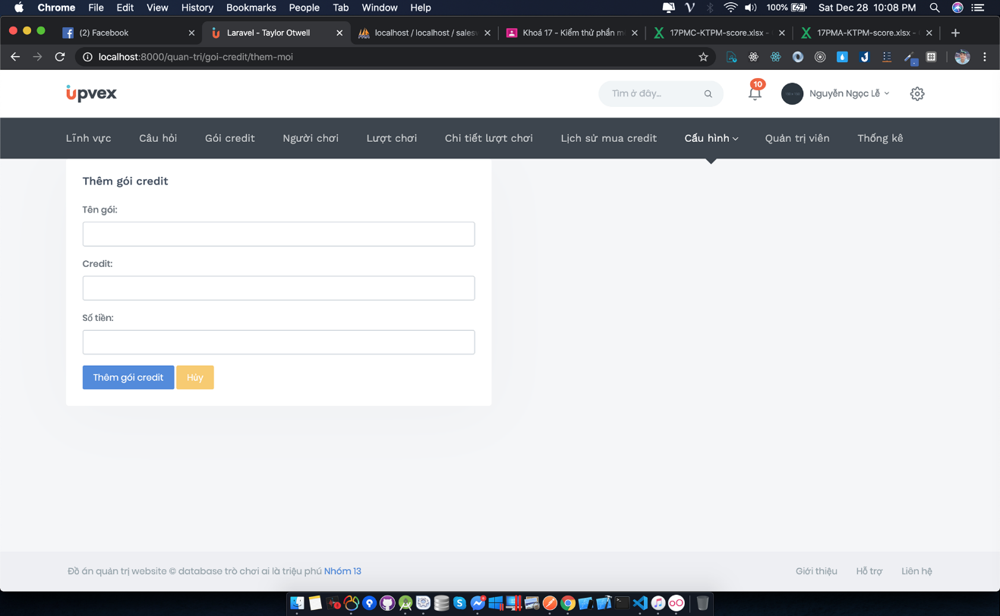 Chrome File Edit View History Bookmarks People Tab Window Help 100% Sat Dec 28 10:08 PM
(2) Facebook
Laravel - Taylor Otwell
localhost / localhost / salesv
Khoá 17 - Kiểm thử phần m
17PMC-KTPM-score.xlsx -
17PMA-KTPM-score.xlsx -
localhost:8000/quan-tri/goi-credit/them-moi
upvex
Tìm ở đây...
10
Nguyễn Ngọc Lễ
Lĩnh vực Câu hỏi Gói credit Người chơi Lượt chơi Chi tiết lượt chơi Lịch sử mua credit Cấu hình Quản trị viên Thống kê
Thêm gói credit
Tên gói:
Credit:
Số tiền:
Thêm gói credit Hủy
Đồ án quản trị website © database trò chơi ai là triệu phú Nhóm 13
Giới thiệu Hỗ trợ Liên hệ